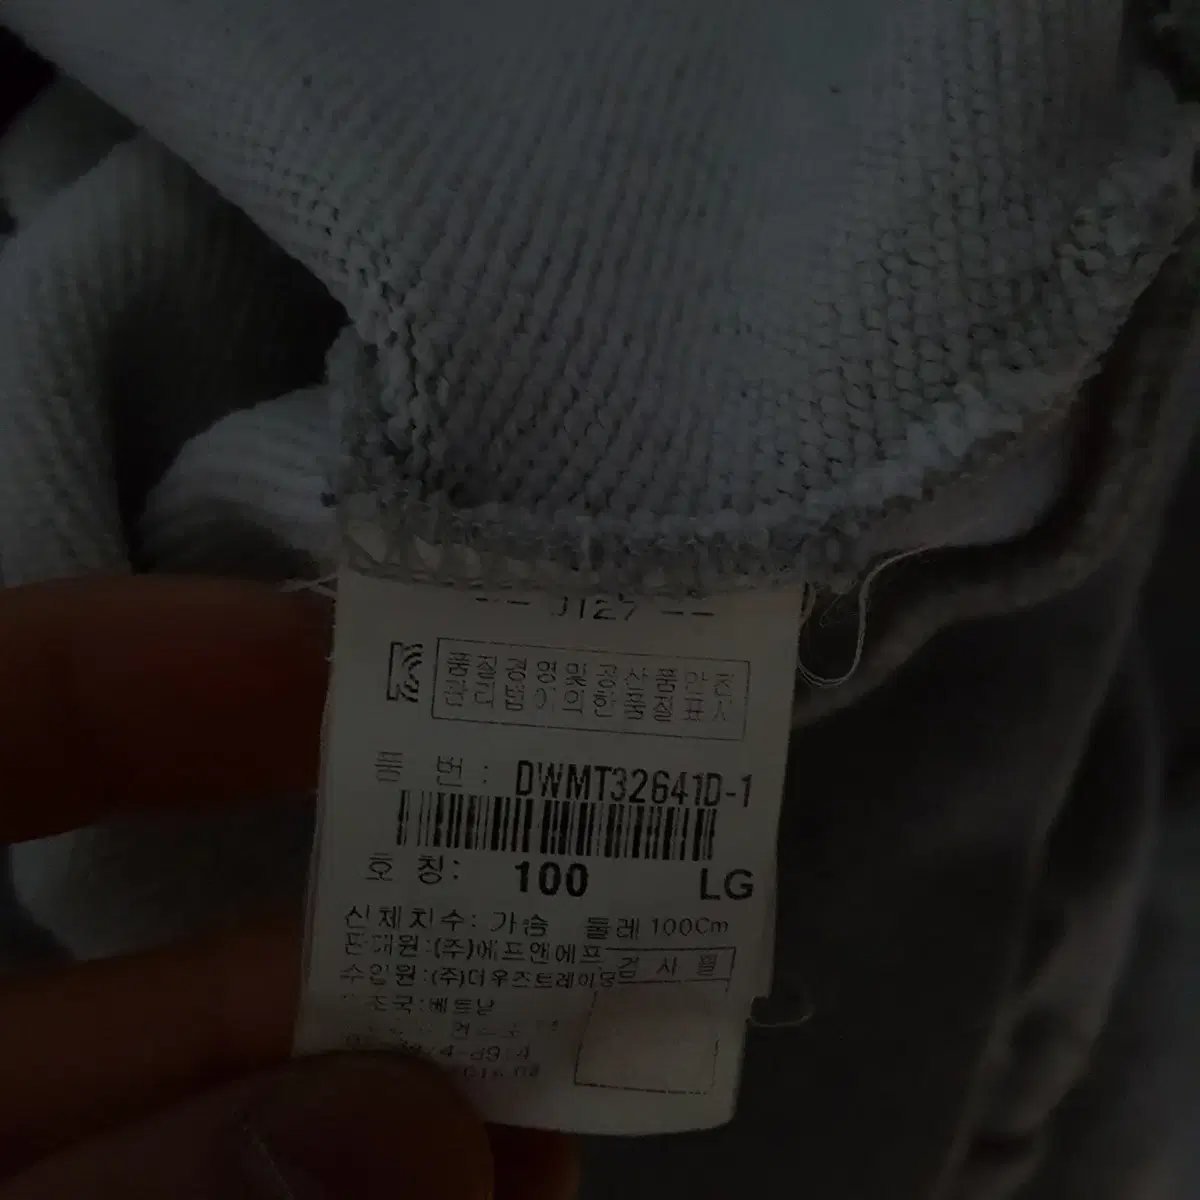 -- 0127 --
품질경영및공산품안전
관리법에의한품질표시
품 번 : DWMT32641D-1
호 칭: 100 LG
신체치수: 가슴 둘레 100Cm
판매원:(주)에프앤에프 검 사 필
수입원:(주)더우즈트레이딩
제조국:베트남